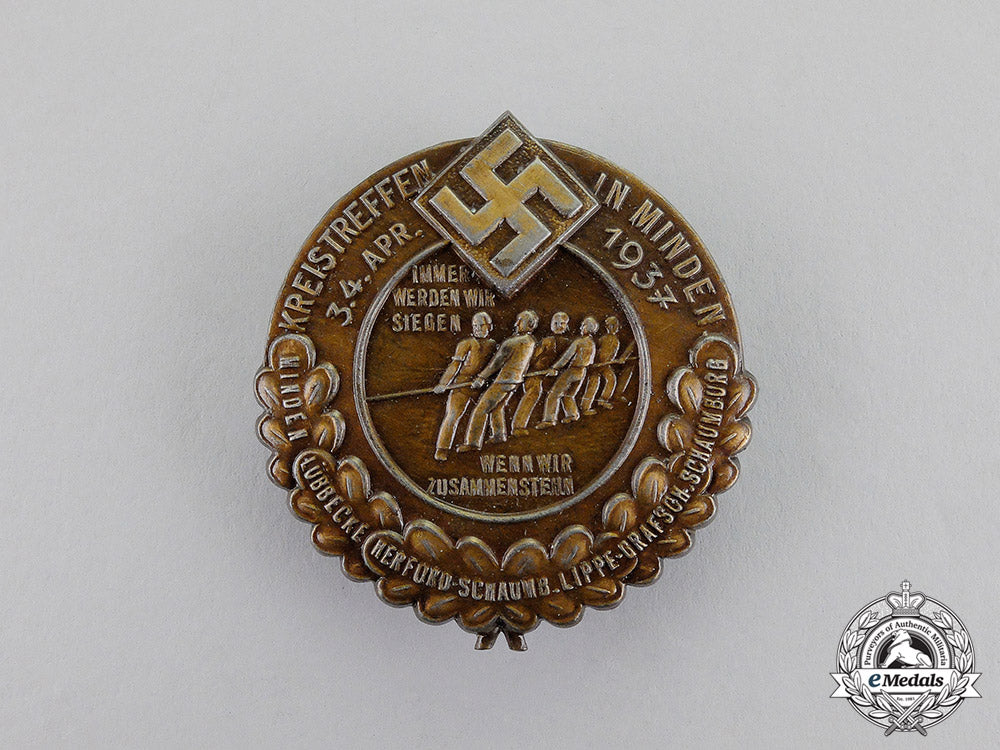 KREISTREFFEN IN MINDEN
3.4. APR. 1937
IMMER
WERDEN WIR
SIEGEN
WENN WIR
ZUSAMMENSTEHN
MINDEN LÜBBECKE HERFORD-SCHAUMB.LIPPE-GRAFSCH.SCHAUMBURG
Purveyors of Authentic Militaria
eMedals